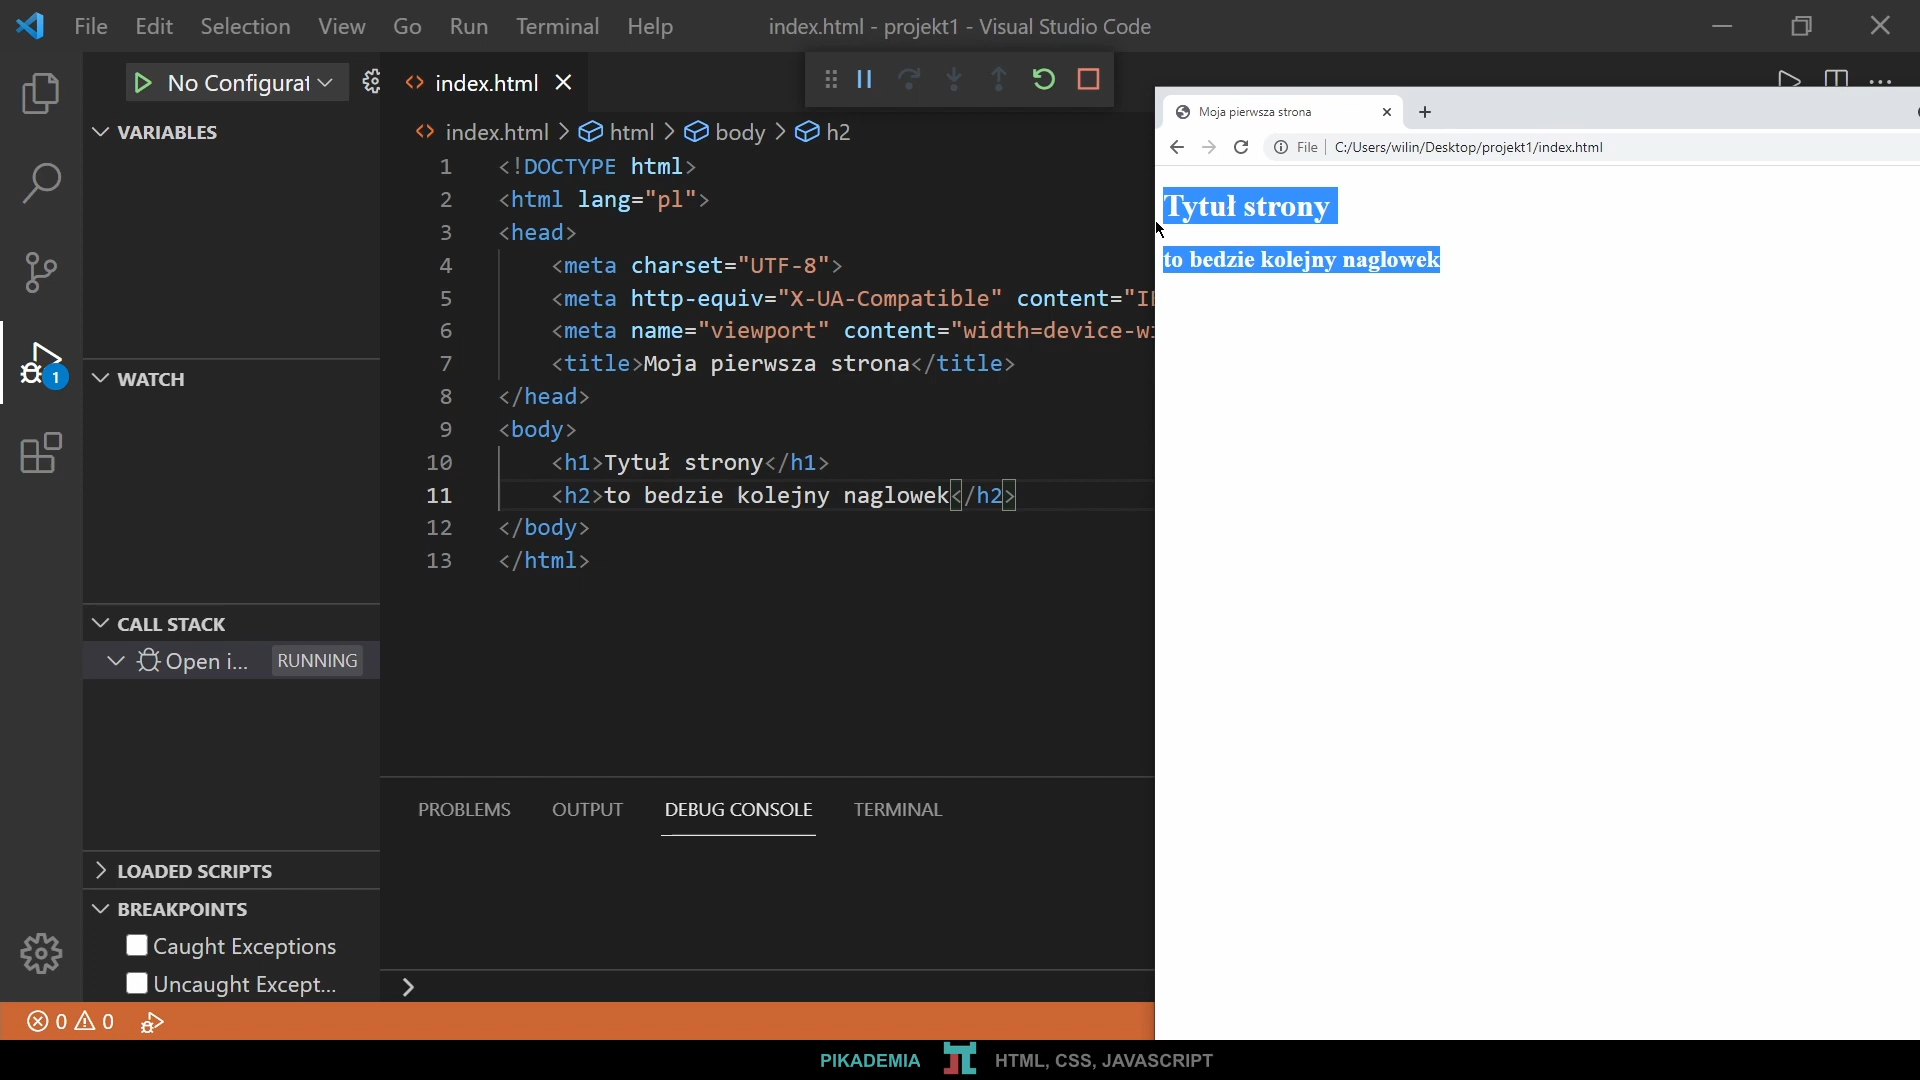 File Edit Selection View Go Run Terminal Help index.html - projekt1 - Visual Studio Code
No Configurat
index.html
VARIABLES
WATCH
CALL STACK
Open i... RUNNING
LOADED SCRIPTS
BREAKPOINTS
Caught Exceptions
Uncaught Except...
index.html > html > body > h2
1 <!DOCTYPE html>
2 <html lang="pl">
3 <head>
4 <meta charset="UTF-8">
5 <meta http-equiv="X-UA-Compatible" content="I
6 <meta name="viewport" content="width=device-w
7 <title>Moja pierwsza strona</title>
8 </head>
9 <body>
10 <h1>Tytuł strony</h1>
11 <h2>to bedzie kolejny naglowek</h2>
12 </body>
13 </html>
PROBLEMS OUTPUT DEBUG CONSOLE TERMINAL
Moja pierwsza strona
File C:/Users/wilin/Desktop/projekt1/index.html
Tytuł strony
to bedzie kolejny naglowek
1
0 0
PIKADEMIA HTML, CSS, JAVASCRIPT